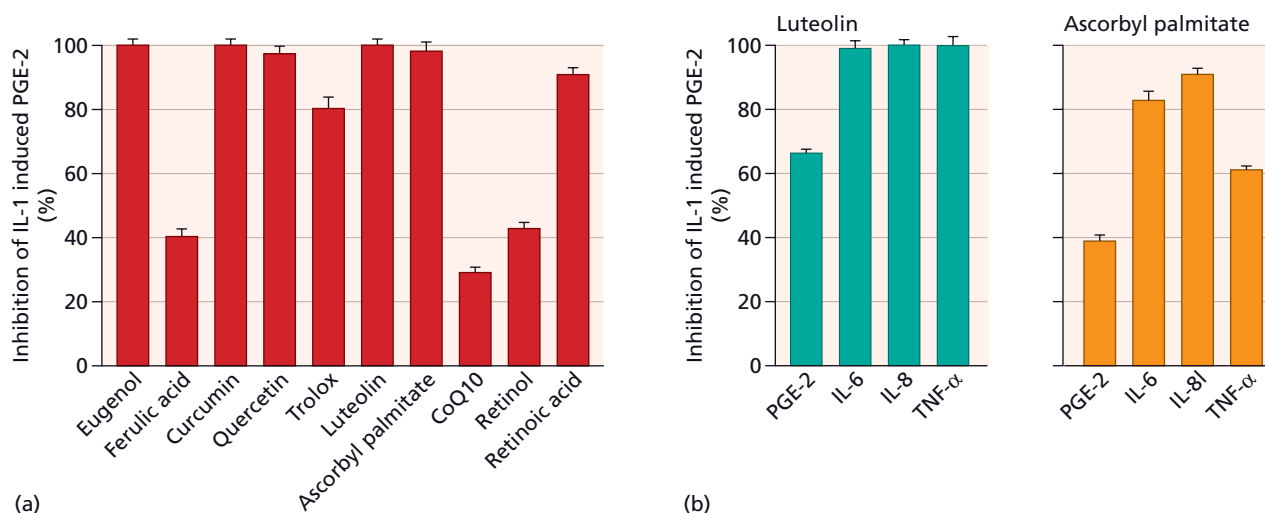 Inhibition of IL-1 induced PGE-2
(%)
100
80
60
40
20
0
Eugenol
Ferulic acid
Curcumin
Quercetin
Trolox
Luteolin
Ascorbyl palmitate
CoQ10
Retinol
Retinoic acid
(a)
Luteolin
Inhibition of IL-1 induced PGE-2
(%)
100
80
60
40
20
0
PGE-2
IL-6
IL-8
TNF-α
Ascorbyl palmitate
PGE-2
IL-6
IL-8l
TNF-α
(b)